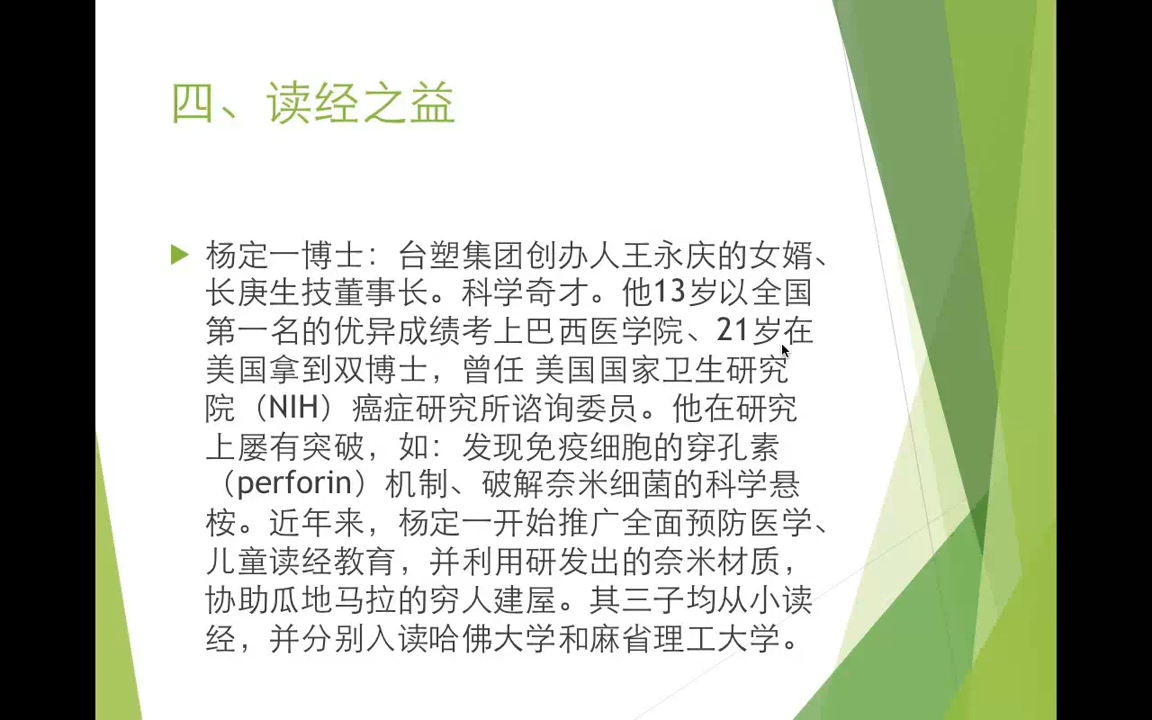 四、读经之益
杨定一博士：台塑集团创办人王永庆的女婿、
长庚生技董事长。科学奇才。他13岁以全国
第一名的优异成绩考上巴西医学院、21岁在
美国拿到双博士，曾任 美国国家卫生研究
院（NIH）癌症研究所谘询委员。他在研究
上屡有突破，如：发现免疫细胞的穿孔素
（perforin）机制、破解奈米细菌的科学悬
桉。近年来，杨定一开始推广全面预防医学、
儿童读经教育，并利用研发出的奈米材质，
协助瓜地马拉的穷人建屋。其三子均从小读
经，并分别入读哈佛大学和麻省理工大学。